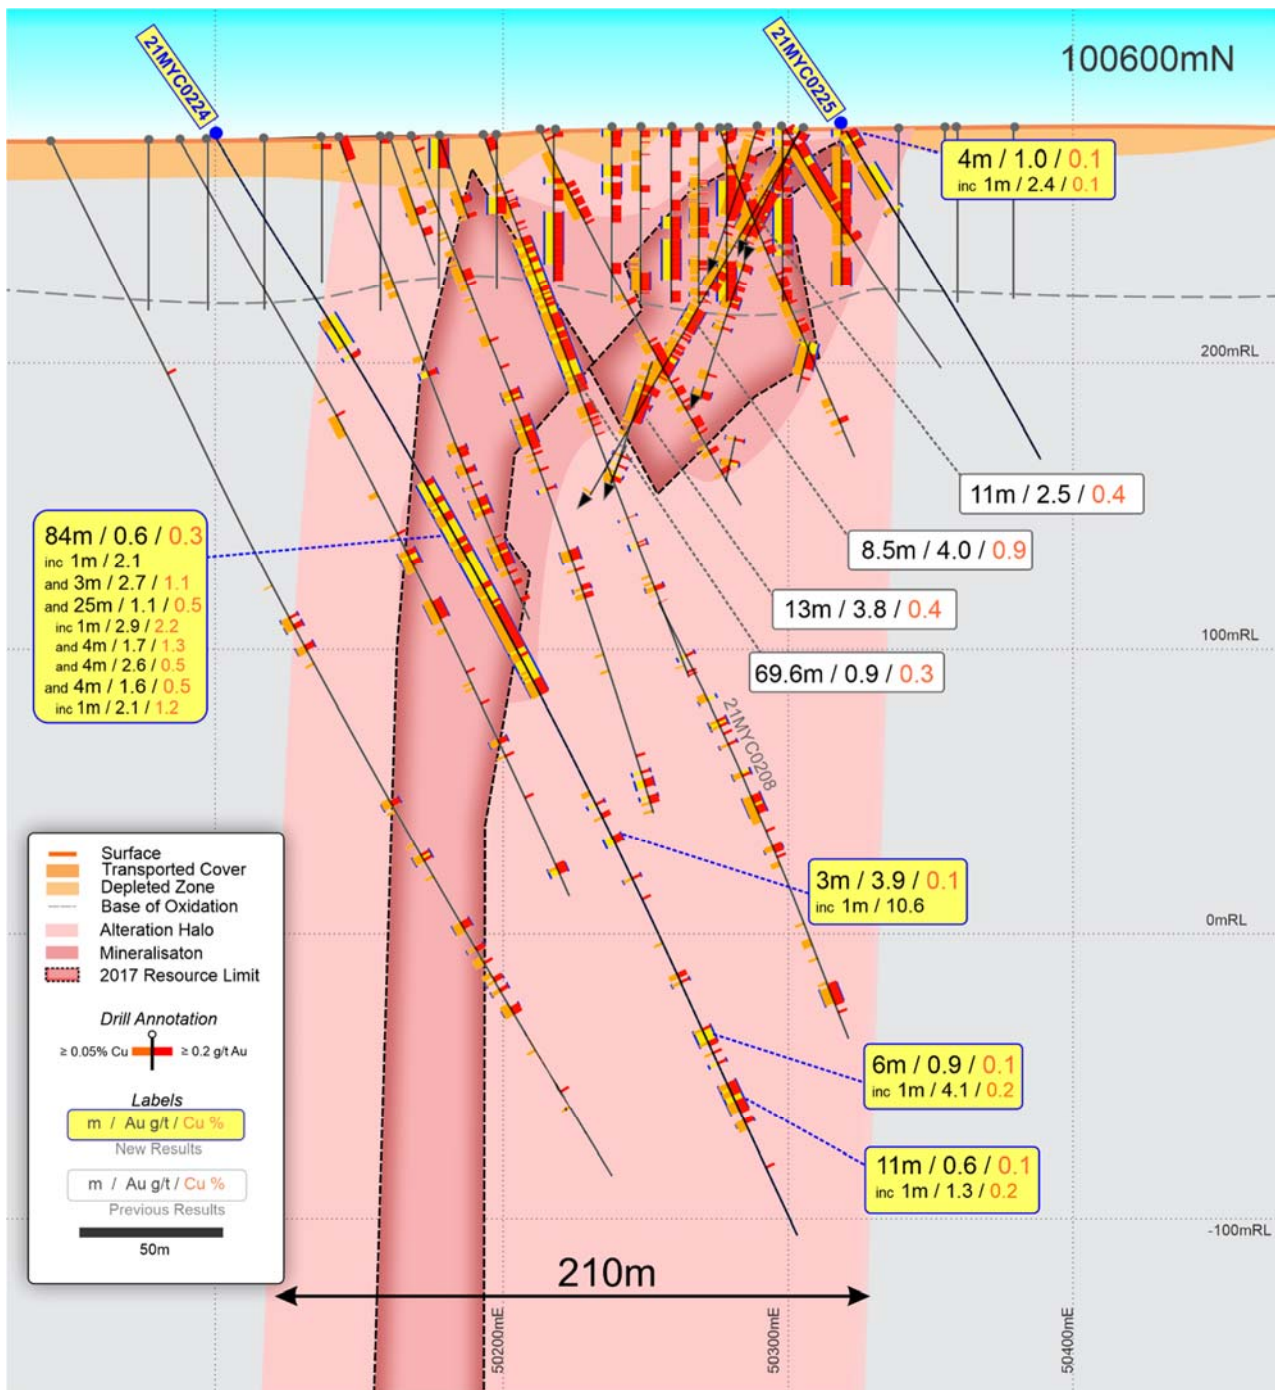 21MYC0224
21MYC0225
100600mN
4m / 1.0 / 0.1
inc 1m / 2.4 / 0.1
200mRL
11m / 2.5 / 0.4
84m / 0.6 / 0.3
inc 1m / 2.1
and 3m / 2.7 / 1.1
and 25m / 1.1 / 0.5
inc 1m / 2.9 / 2.2
and 4m / 1.7 / 1.3
and 4m / 2.6 / 0.5
and 4m / 1.6 / 0.5
inc 1m / 2.1 / 1.2
8.5m / 4.0 / 0.9
13m / 3.8 / 0.4
100mRL
69.6m / 0.9 / 0.3
21MYC0208
3m / 3.9 / 0.1
inc 1m / 10.6
0mRL
6m / 0.9 / 0.1
inc 1m / 4.1 / 0.2
11m / 0.6 / 0.1
inc 1m / 1.3 / 0.2
-100mRL
Surface
Transported Cover
Depleted Zone
Base of Oxidation
Alteration Halo
Mineralisaton
2017 Resource Limit
Drill Annotation
≥ 0.05% Cu ≥ 0.2 g/t Au
Labels
m / Au g/t / Cu %
New Results
m / Au g/t / Cu %
Previous Results
50m
210m
50200mE
50300mE
50400mE